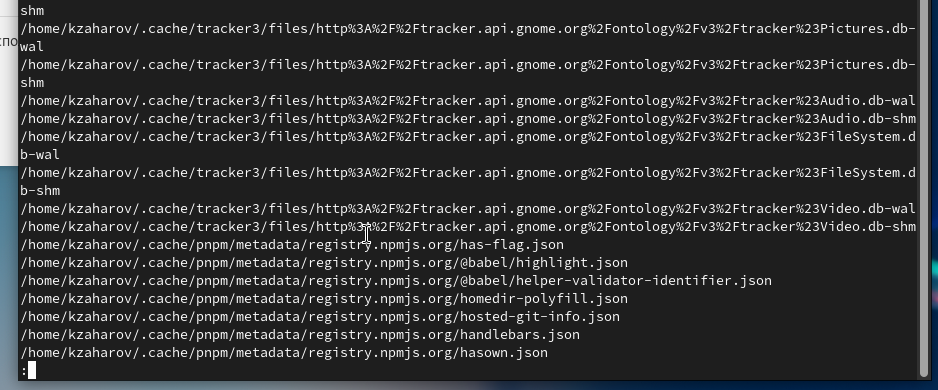 shm
/home/kzaharov/.cache/tracker3/files/http%3A%2F%2Ftracker.api.gnome.org%2Fontology%2Fv3%2Ftracker%23Pictures.db-
wal
/home/kzaharov/.cache/tracker3/files/http%3A%2F%2Ftracker.api.gnome.org%2Fontology%2Fv3%2Ftracker%23Pictures.db-
shm
/home/kzaharov/.cache/tracker3/files/http%3A%2F%2Ftracker.api.gnome.org%2Fontology%2Fv3%2Ftracker%23Audio.db-wal
/home/kzaharov/.cache/tracker3/files/http%3A%2F%2Ftracker.api.gnome.org%2Fontology%2Fv3%2Ftracker%23Audio.db-shm
/home/kzaharov/.cache/tracker3/files/http%3A%2F%2Ftracker.api.gnome.org%2Fontology%2Fv3%2Ftracker%23FileSystem.d
b-wal
/home/kzaharov/.cache/tracker3/files/http%3A%2F%2Ftracker.api.gnome.org%2Fontology%2Fv3%2Ftracker%23FileSystem.d
b-shm
/home/kzaharov/.cache/tracker3/files/http%3A%2F%2Ftracker.api.gnome.org%2Fontology%2Fv3%2Ftracker%23Video.db-wal
/home/kzaharov/.cache/tracker3/files/http%3A%2F%2Ftracker.api.gnome.org%2Fontology%2Fv3%2Ftracker%23Video.db-shm
/home/kzaharov/.cache/pnpm/metadata/registry.npmjs.org/has-flag.json
/home/kzaharov/.cache/pnpm/metadata/registry.npmjs.org/@babel/highlight.json
/home/kzaharov/.cache/pnpm/metadata/registry.npmjs.org/@babel/helper-validator-identifier.json
/home/kzaharov/.cache/pnpm/metadata/registry.npmjs.org/homedir-polyfill.json
/home/kzaharov/.cache/pnpm/metadata/registry.npmjs.org/hosted-git-info.json
/home/kzaharov/.cache/pnpm/metadata/registry.npmjs.org/handlebars.json
/home/kzaharov/.cache/pnpm/metadata/registry.npmjs.org/hasown.json
: